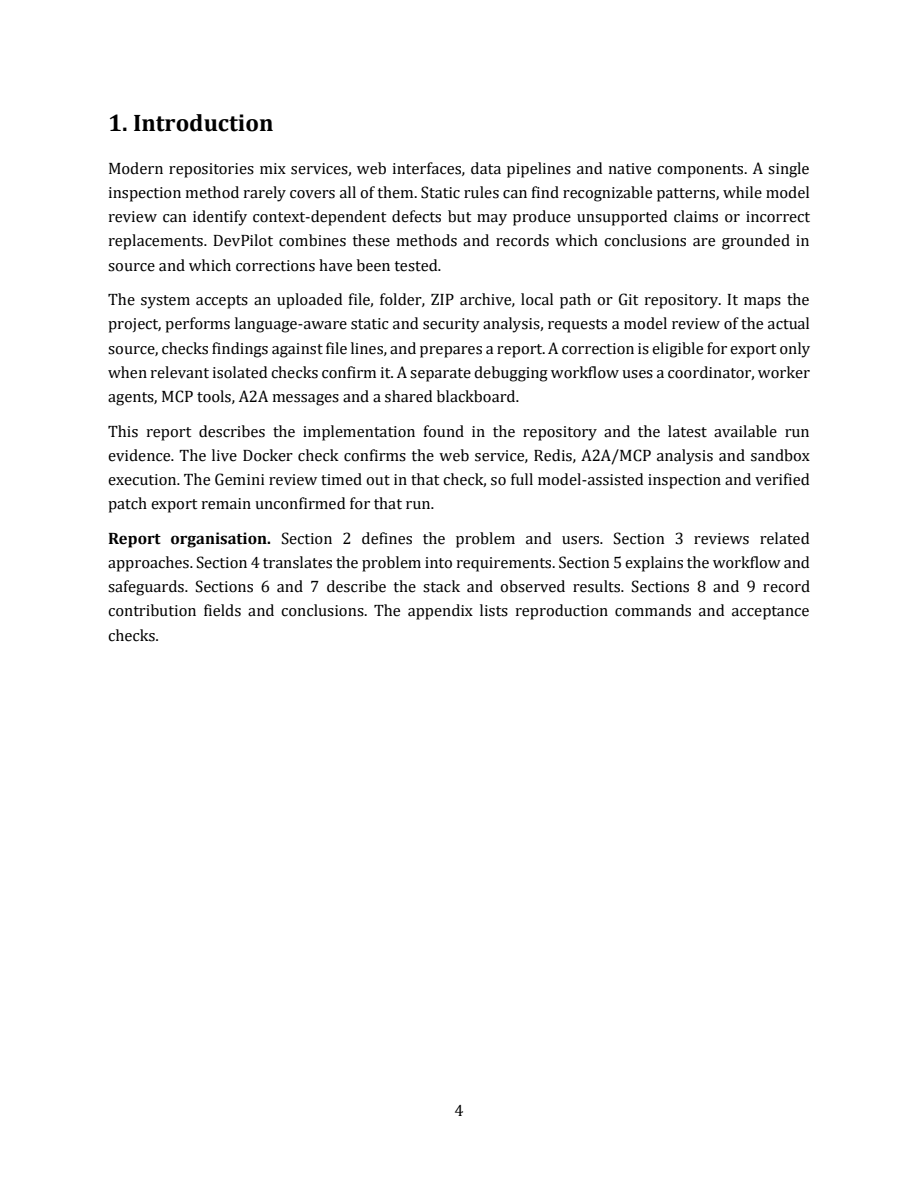 1. Introduction
Modern repositories mix services, web interfaces, data pipelines and native components. A single
inspection method rarely covers all of them. Static rules can find recognizable patterns, while model
review can identify context-dependent defects but may produce unsupported claims or incorrect
replacements. DevPilot combines these methods and records which conclusions are grounded in
source and which corrections have been tested.
The system accepts an uploaded file, folder, ZIP archive, local path or Git repository. It maps the
project, performs language-aware static and security analysis, requests a model review of the actual
source, checks findings against file lines, and prepares a report. A correction is eligible for export only
when relevant isolated checks confirm it. A separate debugging workflow uses a coordinator, worker
agents, MCP tools, A2A messages and a shared blackboard.
This report describes the implementation found in the repository and the latest available run
evidence. The live Docker check confirms the web service, Redis, A2A/MCP analysis and sandbox
execution. The Gemini review timed out in that check, so full model-assisted inspection and verified
patch export remain unconfirmed for that run.
Report organisation. Section 2 defines the problem and users. Section 3 reviews related
approaches. Section 4 translates the problem into requirements. Section 5 explains the workflow and
safeguards. Sections 6 and 7 describe the stack and observed results. Sections 8 and 9 record
contribution fields and conclusions. The appendix lists reproduction commands and acceptance
checks.
4